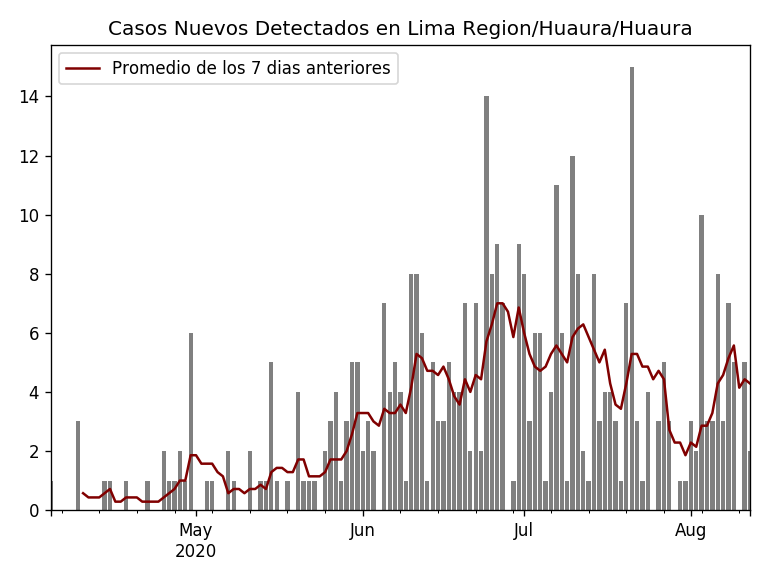 Casos Nuevos Detectados en Lima Region/Huaura/Huaura
Promedio de los 7 dias anteriores
14
12
10
8
6
4
2
0
May
2020
Jun
Jul
Aug